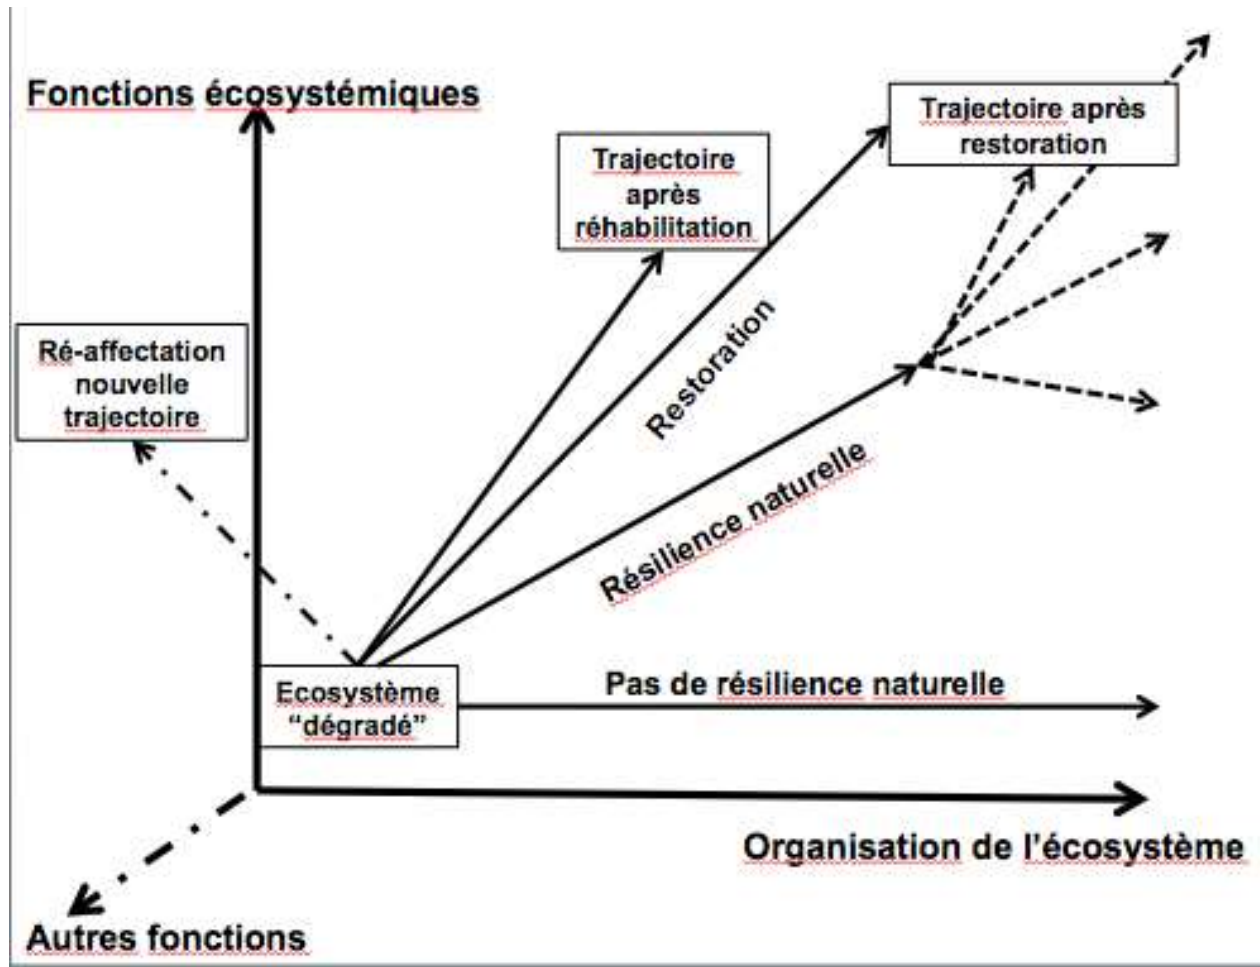 Fonctions écosystémiques
Trajectoire après
restoration
Trajectoire
après
réhabilitation
Ré-affectation
nouvelle
trajectoire
Restoration
Résilience naturelle
Ecosystème
“dégradé”
Pas de résilience naturelle
Organisation de l'écosystème
Autres fonctions